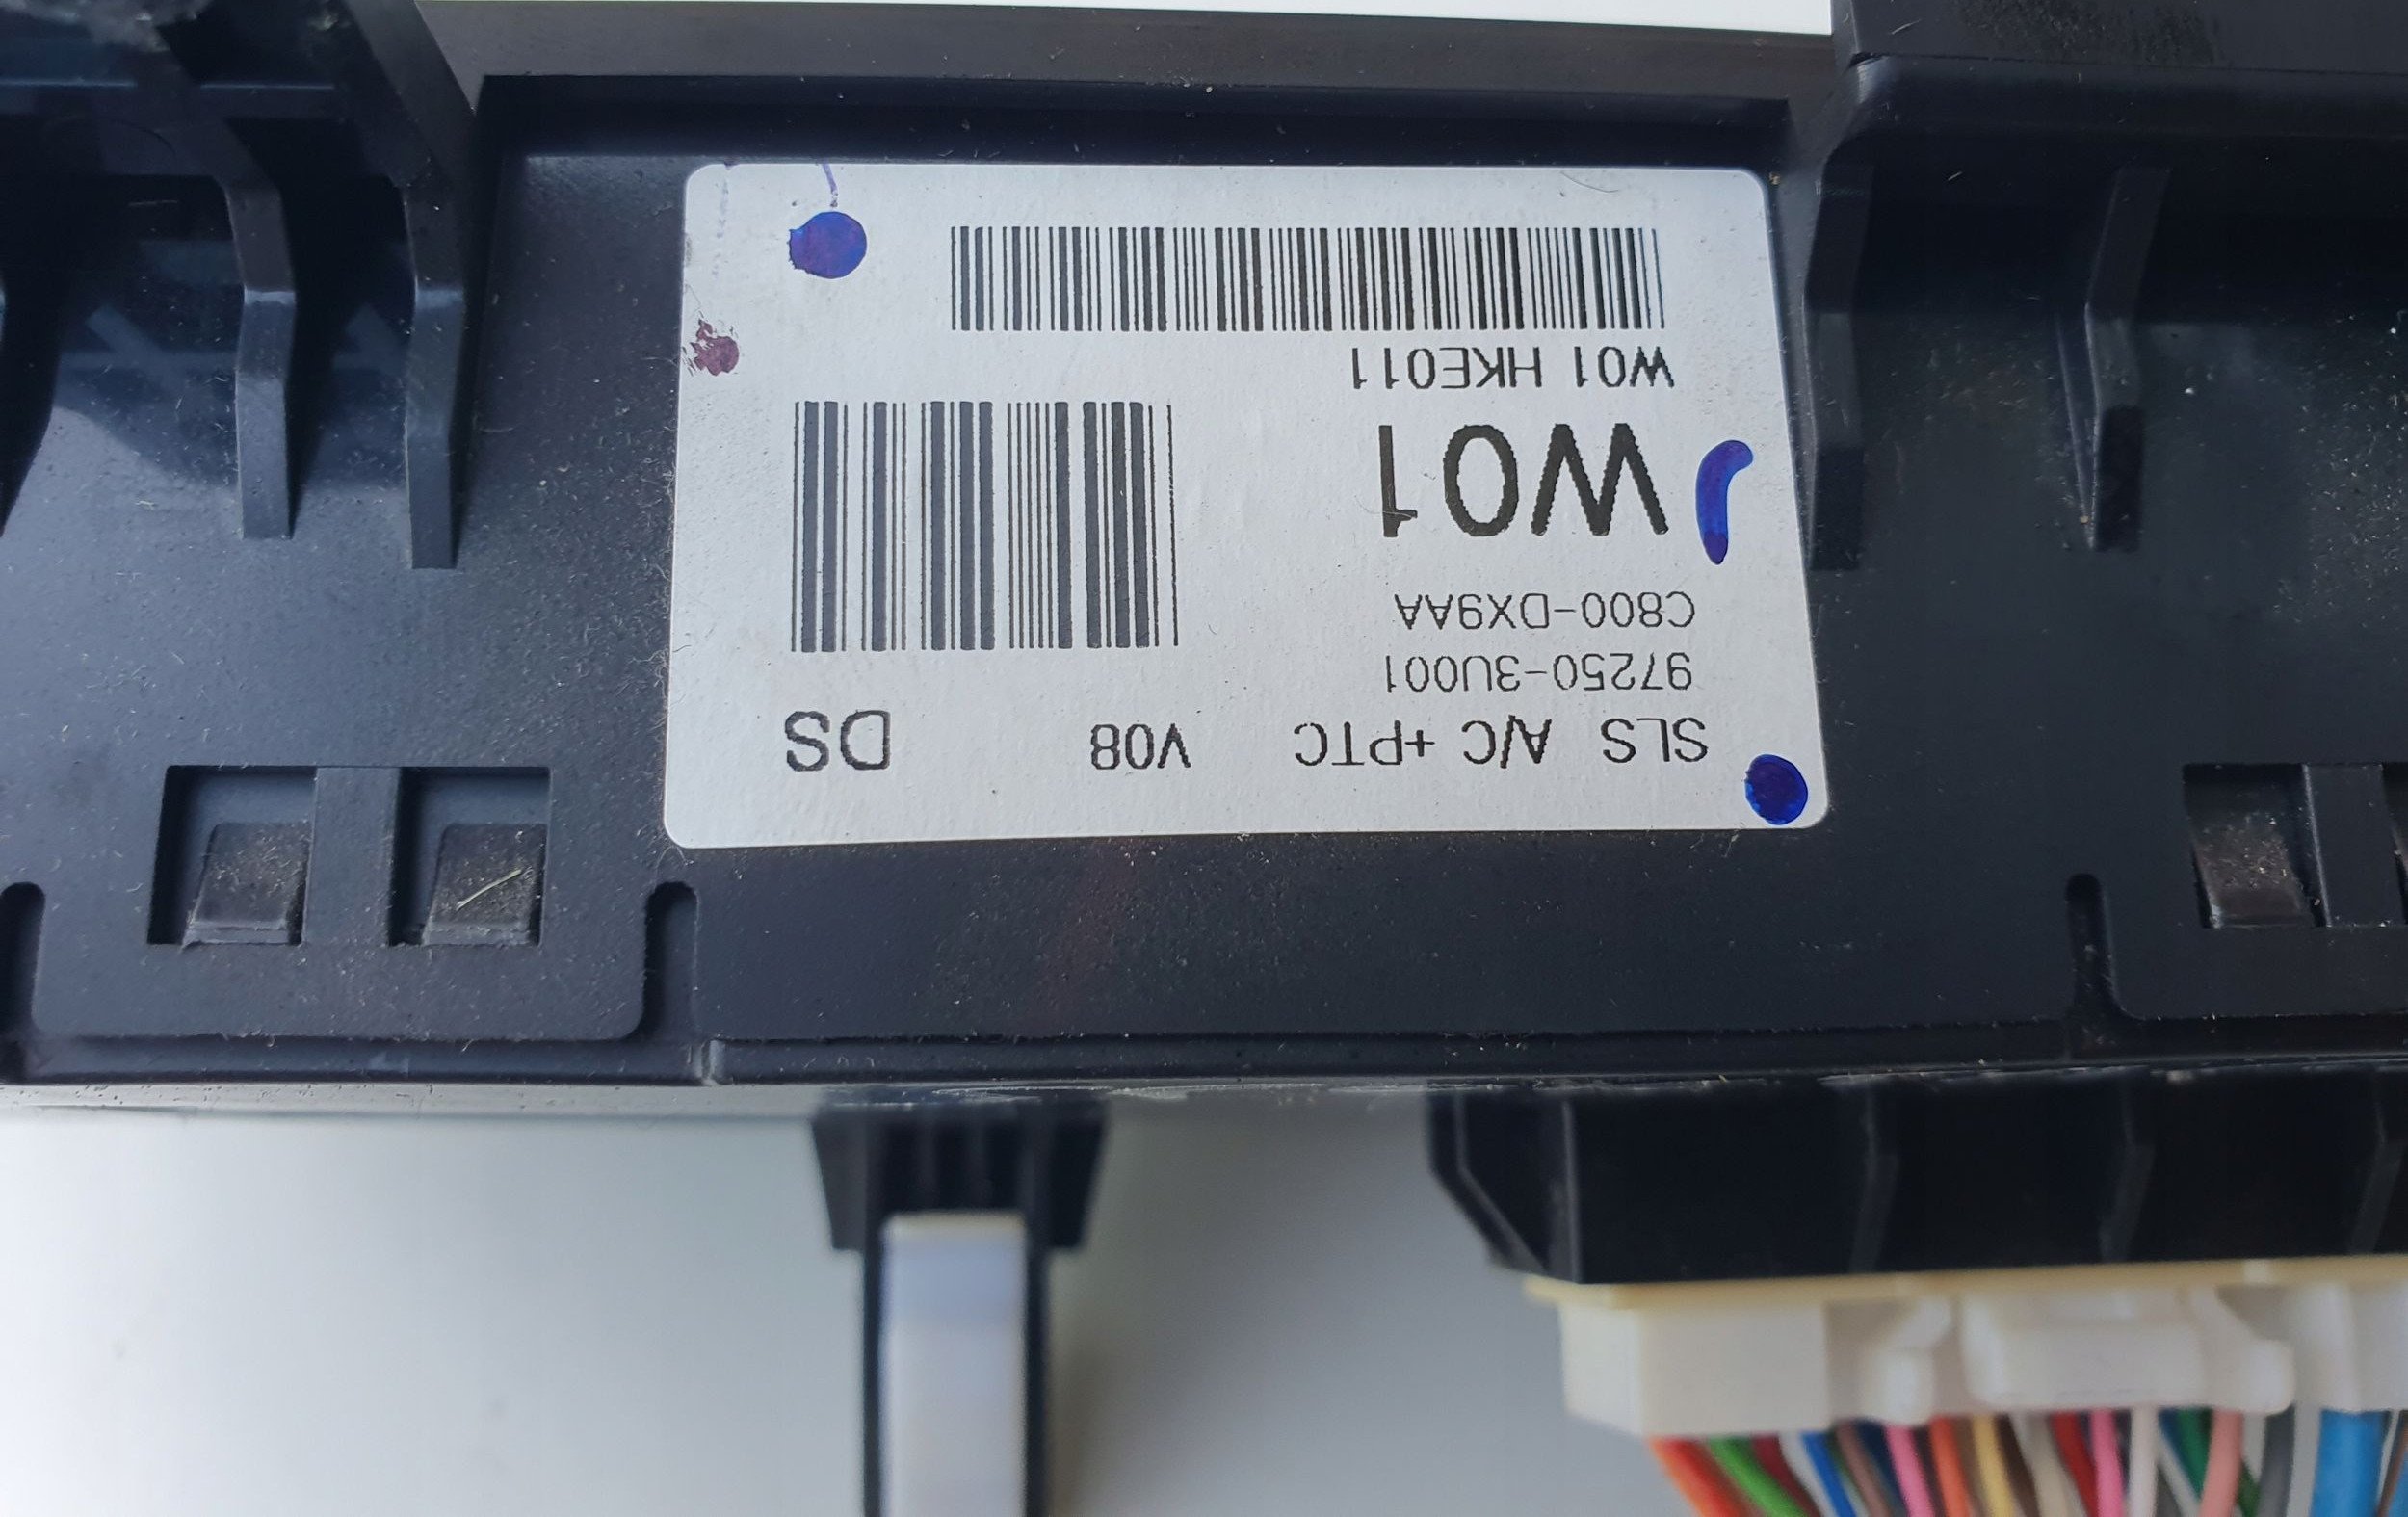 SLS A/C +PTC V08 DS
97250-3U001
C800-DX9AA
W01
W01 HKE011